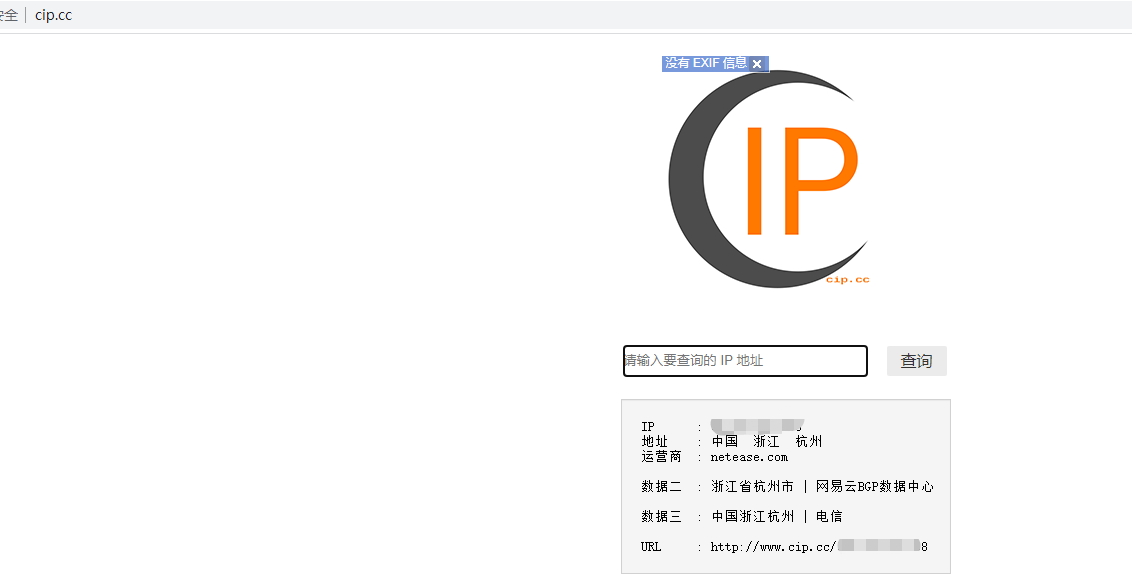 安全 cip.cc
没有 EXIF 信息
IP
cip.cc
请输入要查询的 IP 地址 查询
IP :
地址 : 中国 浙江 杭州
运营商 : netease.com
数据二 : 浙江省杭州市 | 网易云BGP数据中心
数据三 : 中国浙江杭州 | 电信
URL : http://www.cip.cc/ 8